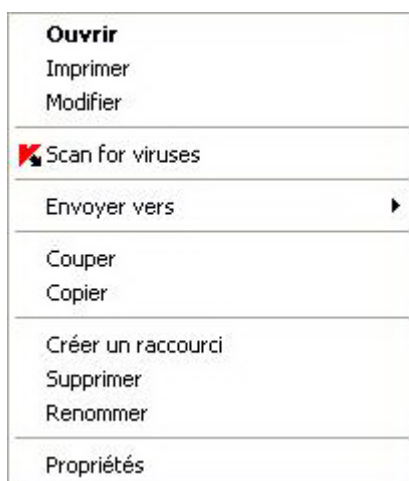 Ouvrir
Imprimer
Modifier
Scan for viruses
Envoyer vers
Couper
Copier
Créer un raccourci
Supprimer
Renommer
Propriétés